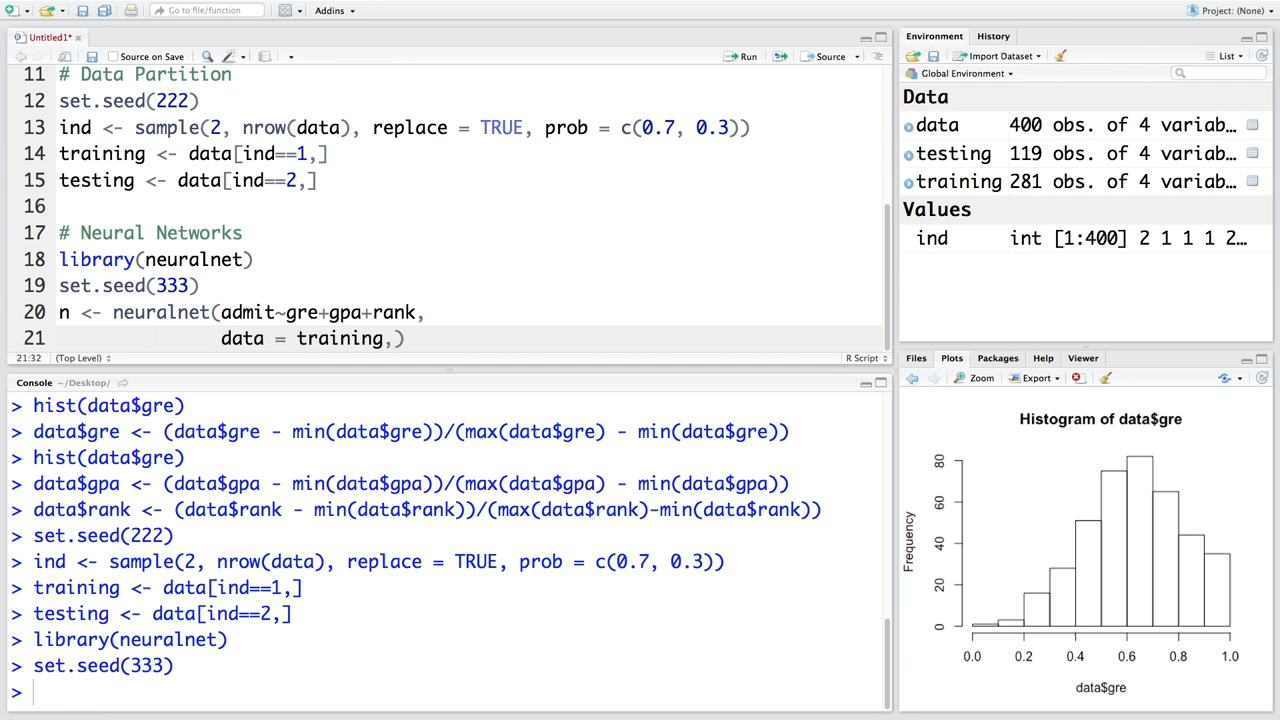 Go to file/function
Addins
Project: (None)
Untitled1*
Source on Save
Run
Source
11 # Data Partition
12 set.seed(222)
13 ind <- sample(2, nrow(data), replace = TRUE, prob = c(0.7, 0.3))
14 training <- data[ind==1,]
15 testing <- data[ind==2,]
16
17 # Neural Networks
18 library(neuralnet)
19 set.seed(333)
20 n <- neuralnet(admit~gre+gpa+rank,
21 data = training,)
21:32 (Top Level) R Script
Console ~/Desktop/
> hist(data$gre)
> data$gre <- (data$gre - min(data$gre))/(max(data$gre) - min(data$gre))
> hist(data$gre)
> data$gpa <- (data$gpa - min(data$gpa))/(max(data$gpa) - min(data$gpa))
> data$rank <- (data$rank - min(data$rank))/(max(data$rank)-min(data$rank))
> set.seed(222)
> ind <- sample(2, nrow(data), replace = TRUE, prob = c(0.7, 0.3))
> training <- data[ind==1,]
> testing <- data[ind==2,]
> library(neuralnet)
> set.seed(333)
>
Environment History
Import Dataset List
Global Environment
Data
data 400 obs. of 4 variab…
testing 119 obs. of 4 variab…
training 281 obs. of 4 variab…
Values
ind int [1:400] 2 1 1 1 2…
Files Plots Packages Help Viewer
Zoom Export
Histogram of data$gre
Frequency
80
60
40
20
0
0.0 0.2 0.4 0.6 0.8 1.0
data$gre